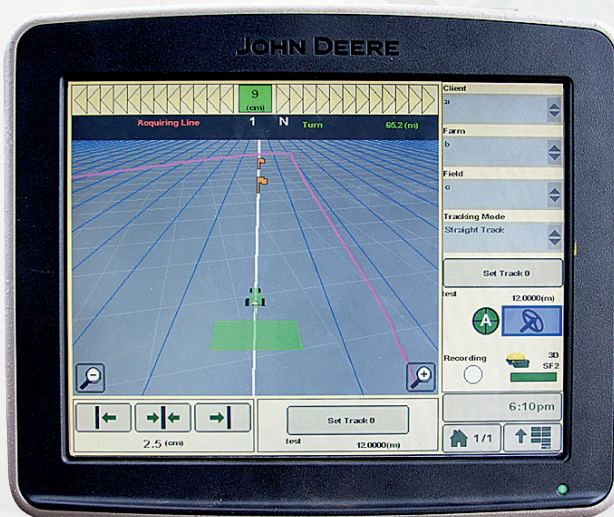 JOHN DEERE
9
(cm)
Requiring Line 1 N Turn 65.2 (m)
Client
a
Farm
b
Field
c
Tracking Mode
Straight Track
Set Track 0
test 12.0000(m)
A
Recording 3D
SF2
6:10pm
1/1
2.5 (cm)
Set Track 0
test 12.0000(m)